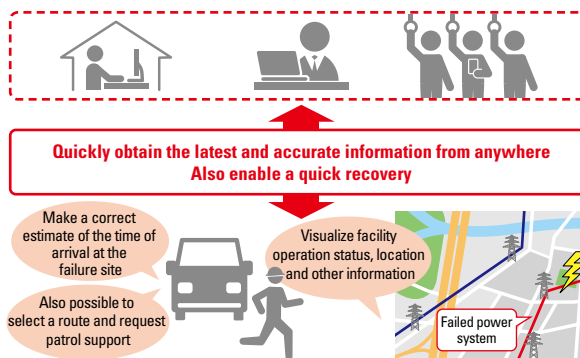 Quickly obtain the latest and accurate information from anywhere
Also enable a quick recovery
Make a correct
estimate of the time of
arrival at the
failure site
Also possible to
select a route and request
patrol support
Visualize facility
operation status, location
and other information
Failed power
system